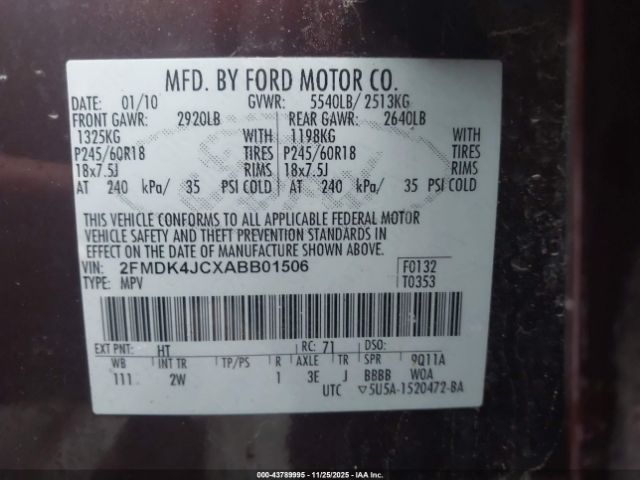 MFD. BY FORD MOTOR CO.
DATE: 01/10 GVWR: 5540LB/ 2513KG
FRONT GAWR: 2920LB REAR GAWR: 2640LB
1325KG WITH 1198KG WITH
P245/60R18 TIRES P245/60R18 TIRES
18x7.5J RIMS 18x7.5J RIMS
AT 240 kPa/ 35 PSI COLD AT 240 kPa/ 35 PSI COLD
THIS VEHICLE CONFORMS TO ALL APPLICABLE FEDERAL MOTOR
VEHICLE SAFETY AND THEFT PREVENTION STANDARDS IN
EFFECT ON THE DATE OF MANUFACTURE SHOWN ABOVE.
VIN: 2FMDK4JCXABB01506 F0132
TYPE: MPV T0353
EXT PNT: HT RC: 71 DSO:
WB INT TR TP/PS R AXLE TR SPR 9Q11A
111 2W 1 3E J BBBB WOA
UTC ▽5U5A-1520472-BA
000-43789995 11/25/2025 IAAI.COM